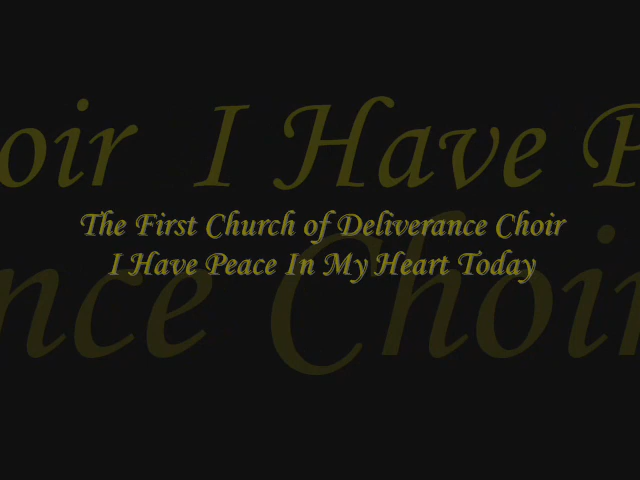 oir I Have P
The First Church of Deliverance Choir
I Have Peace In My Heart Today
nce Choir